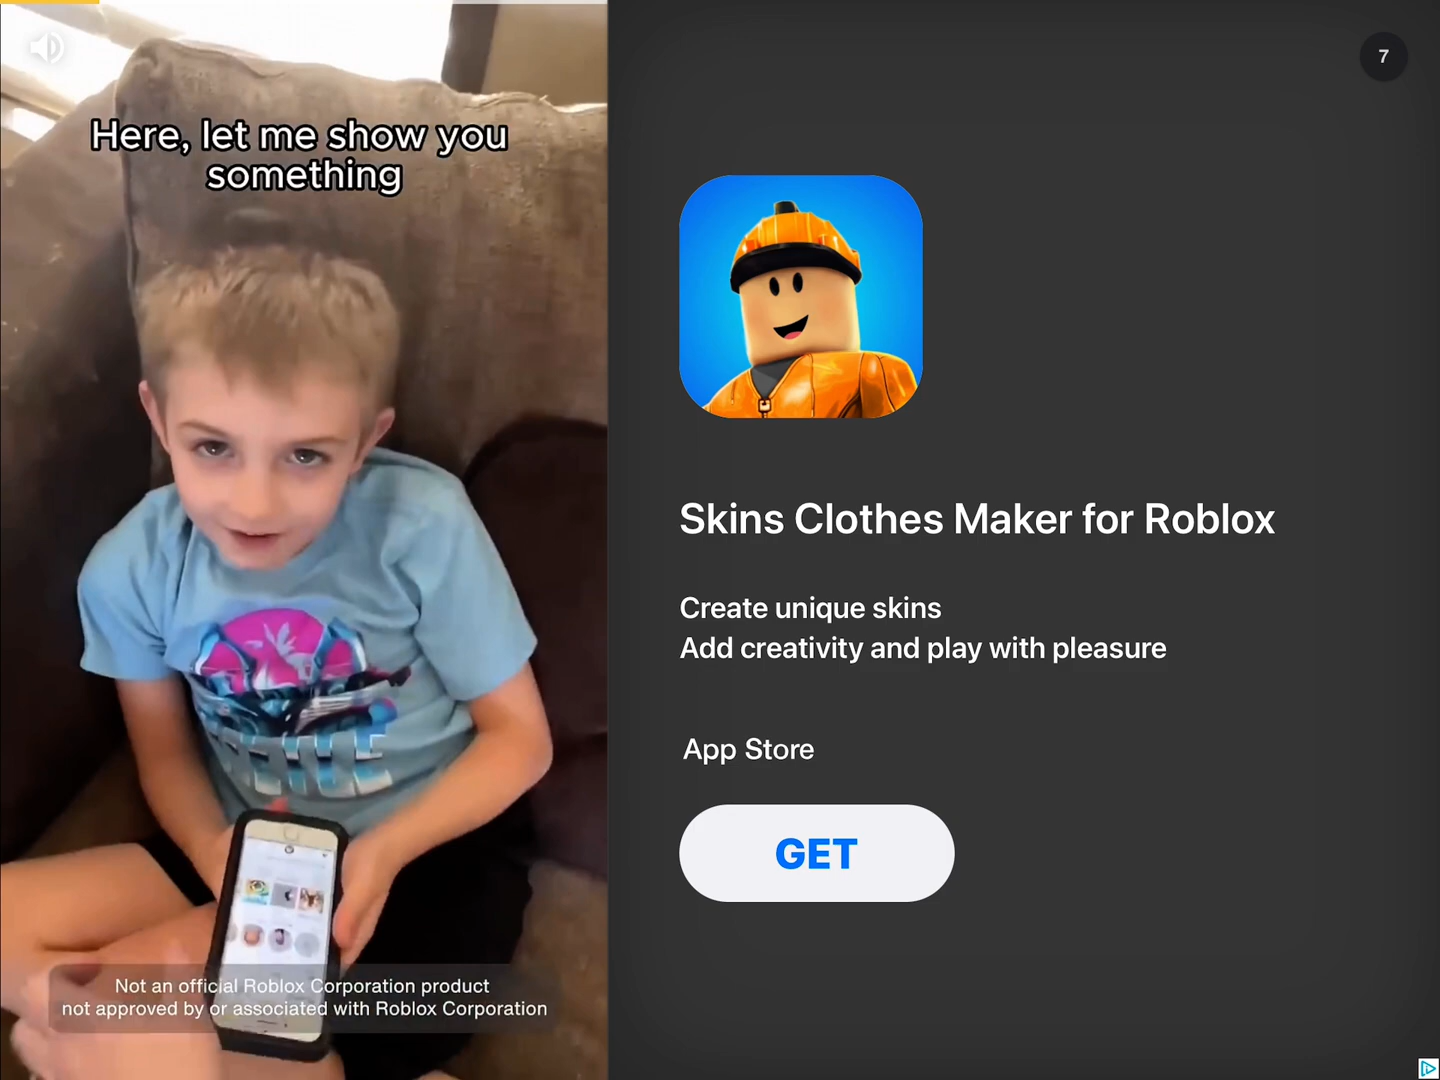 Here, let me show you
something
Not an official Roblox Corporation product
not approved by or associated with Roblox Corporation
7
Skins Clothes Maker for Roblox
Create unique skins
Add creativity and play with pleasure
App Store
GET